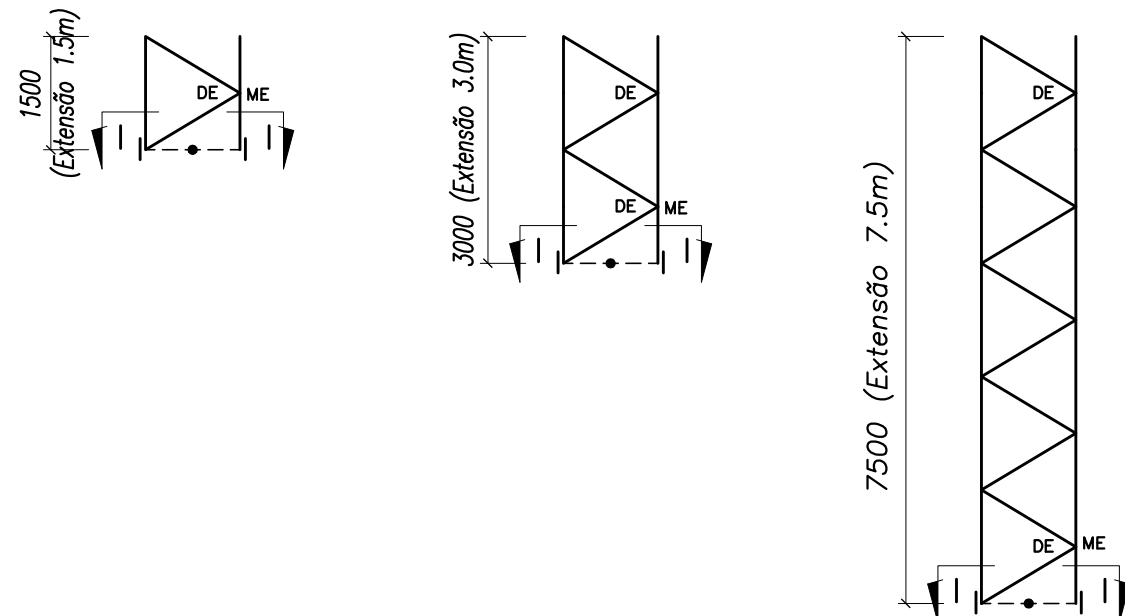 1500
(Extensão 1.5m)
DE
ME
I
I
3000 (Extensão 3.0m)
DE
DE
ME
I
I
7500 (Extensão 7.5m)
DE
DE
ME
I
I